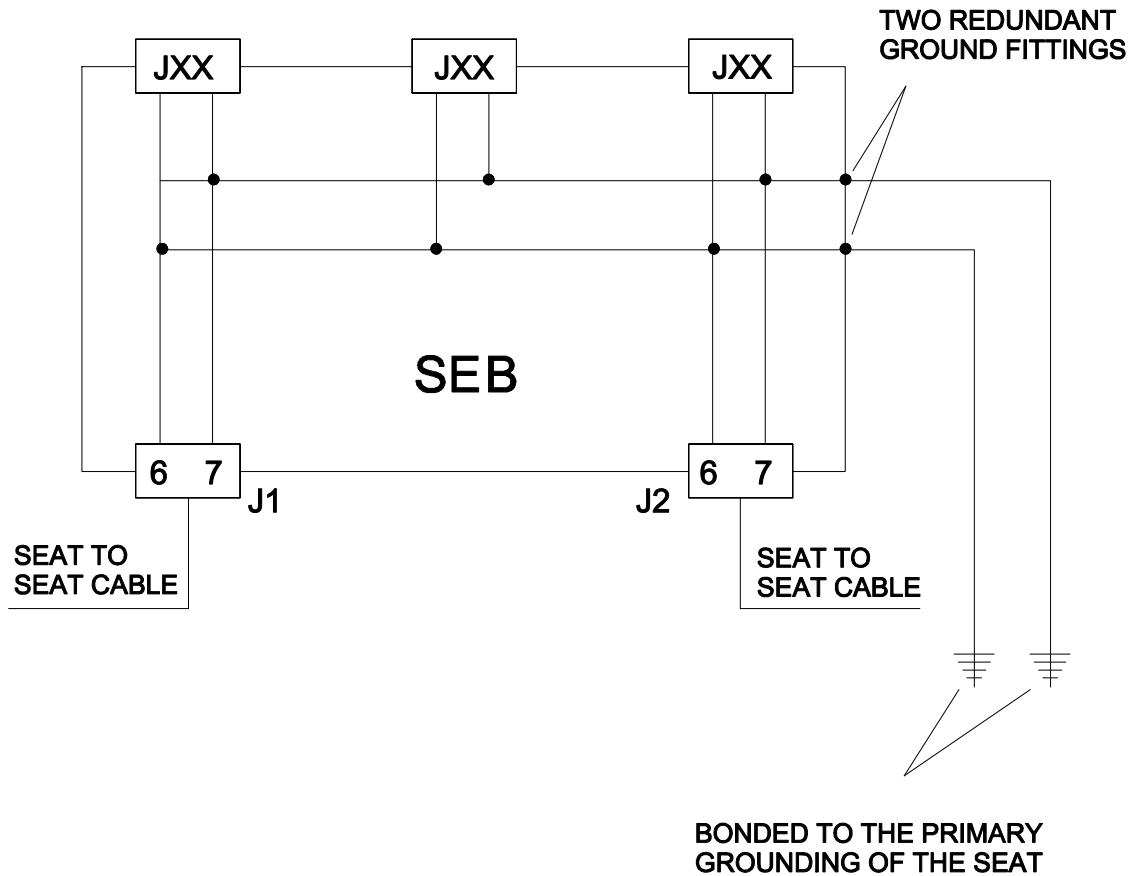 TWO REDUNDANT
GROUND FITTINGS
JXX
JXX
JXX
SEB
6 7
J1
J2
6 7
SEAT TO
SEAT CABLE
SEAT TO
SEAT CABLE
BONDED TO THE PRIMARY
GROUNDING OF THE SEAT